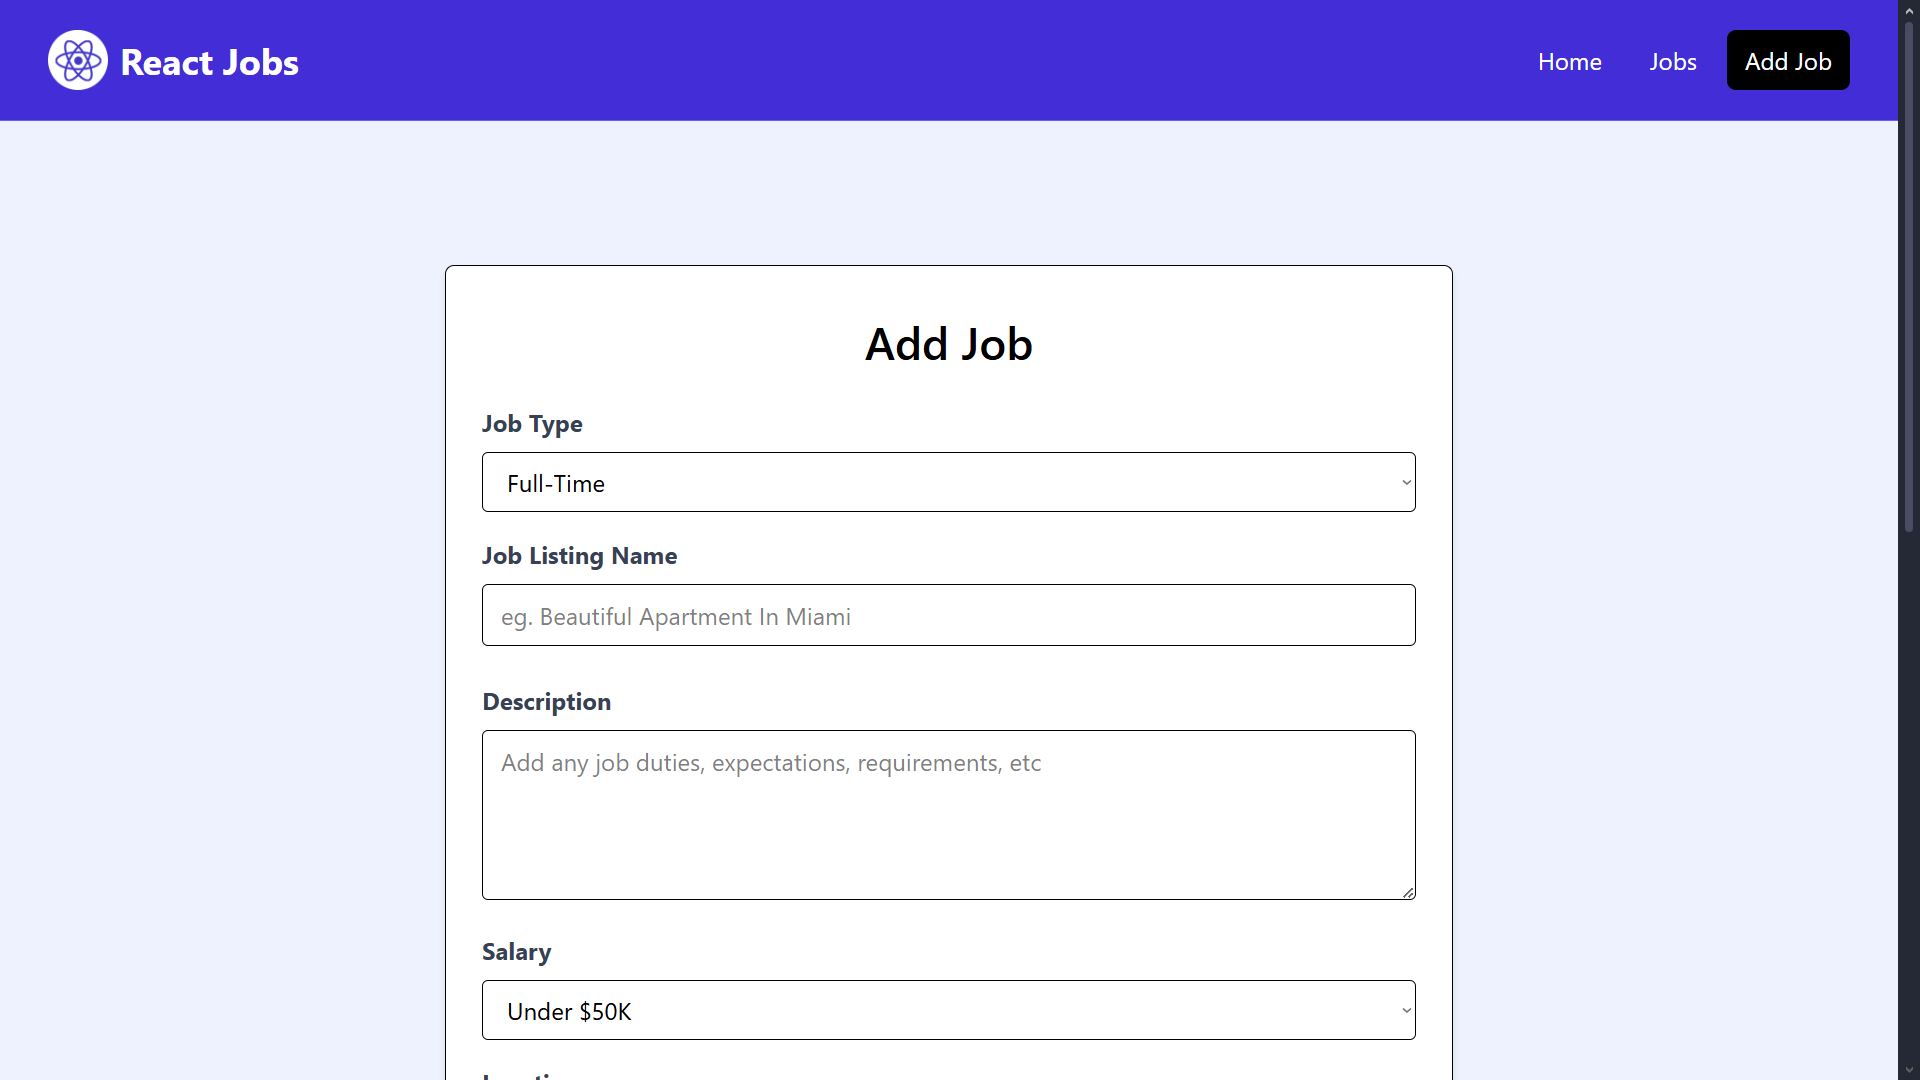 React Jobs
Home
Jobs
Add Job
Add Job
Job Type
Full-Time
Job Listing Name
eg. Beautiful Apartment In Miami
Description
Add any job duties, expectations, requirements, etc
Salary
Under $50K